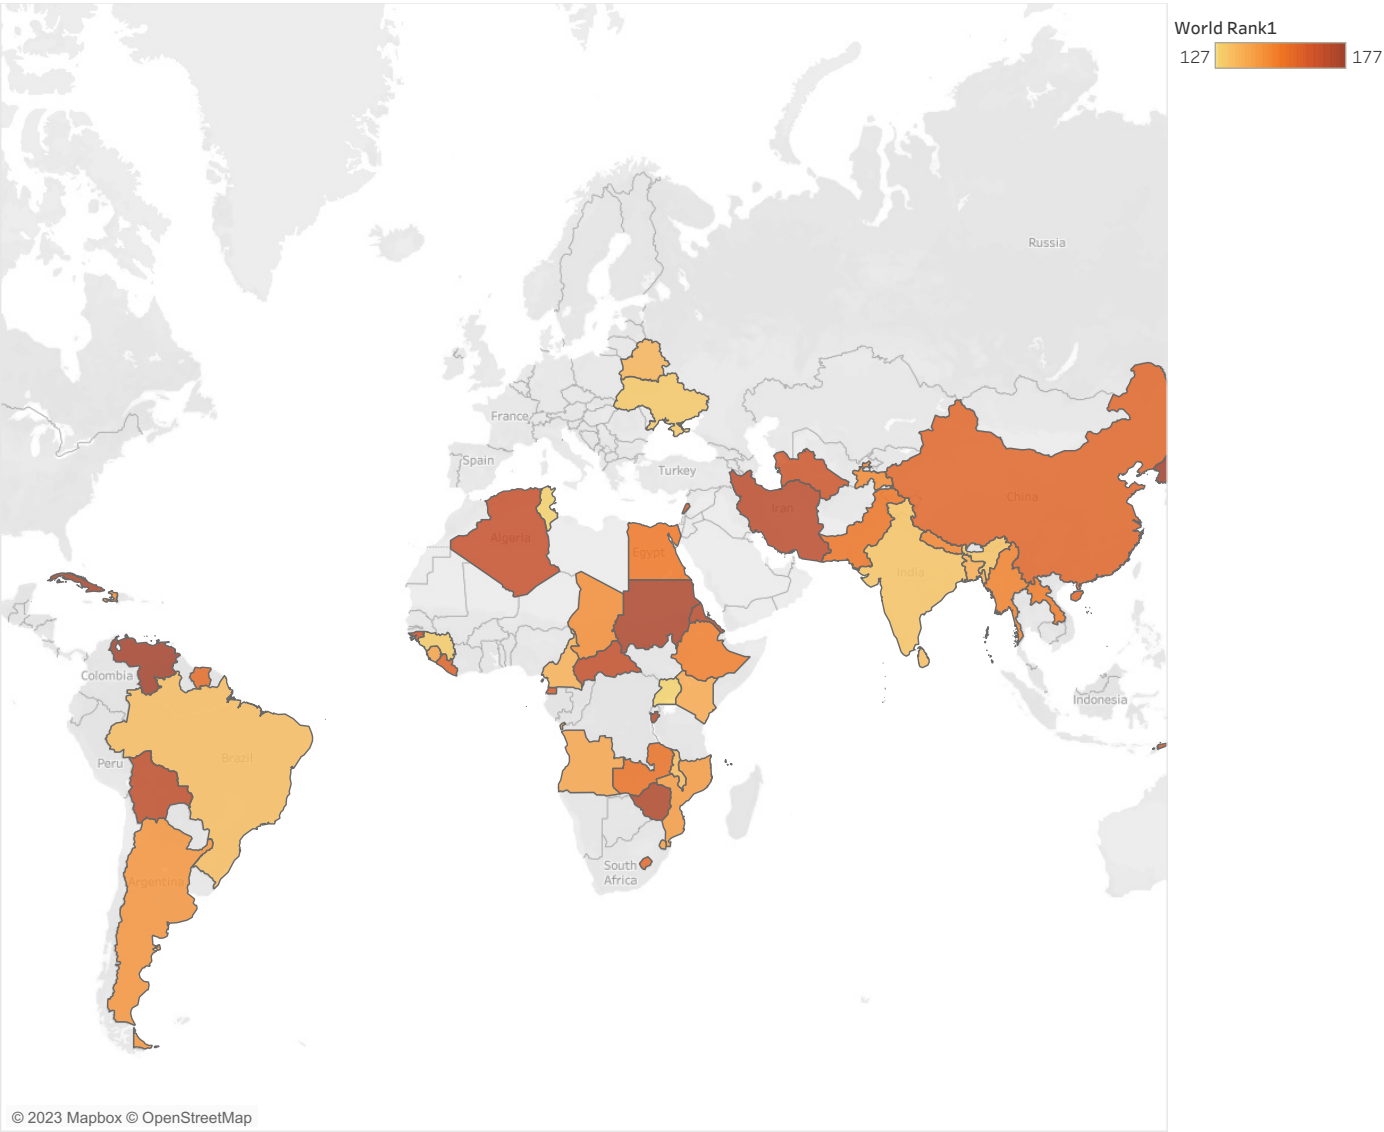 World Rank1
127 177
Russia
France
Spain
Turkey
Algeria
Egypt
Iran
China
India
Colombia
Indonesia
Peru
Brazil
Argentina
South
Africa
© 2023 Mapbox © OpenStreetMap